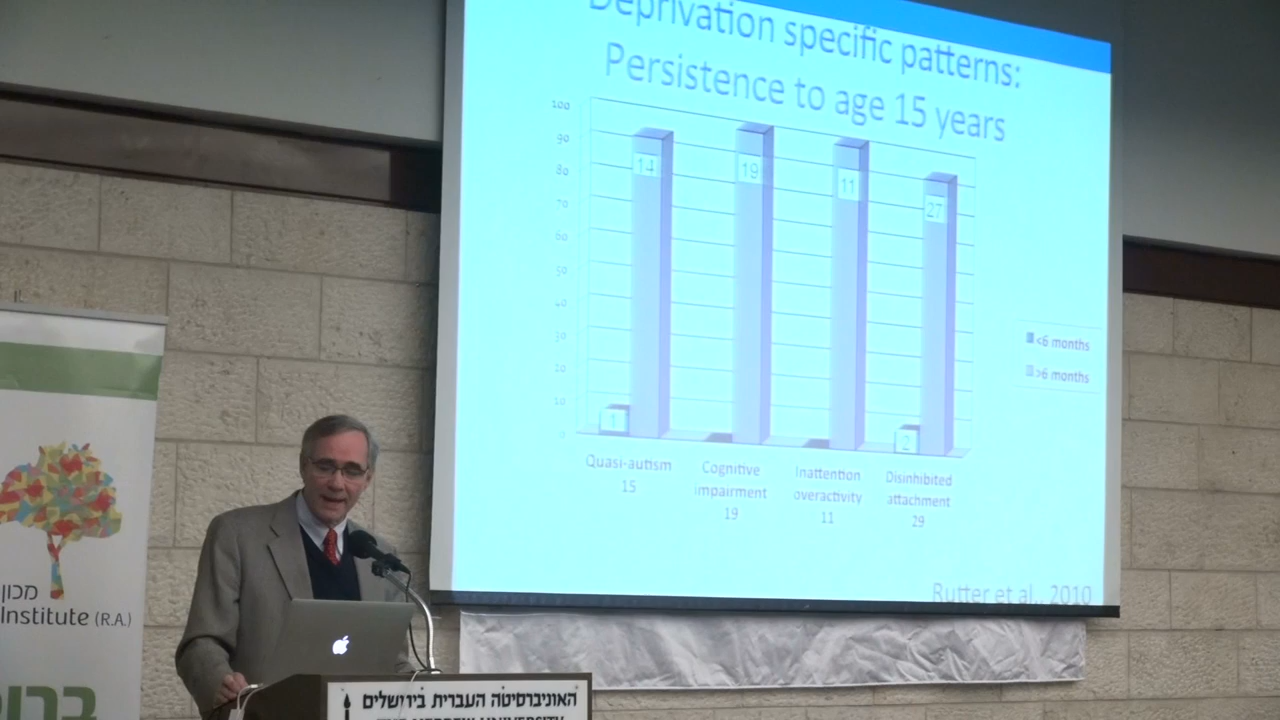 Deprivation specific patterns:
Persistence to age 15 years
100
90
80
70
60
50
40
30
20
10
0
14
19
11
27
1
2
Quasi-autism
15
Cognitive
impairment
19
Inattention
overactivity
11
Disinhibited
attachment
29
<6 months
>6 months
Rutter et al., 2010
מכון
Institute (R.A.)
האוניברסיטה העברית בירושלים